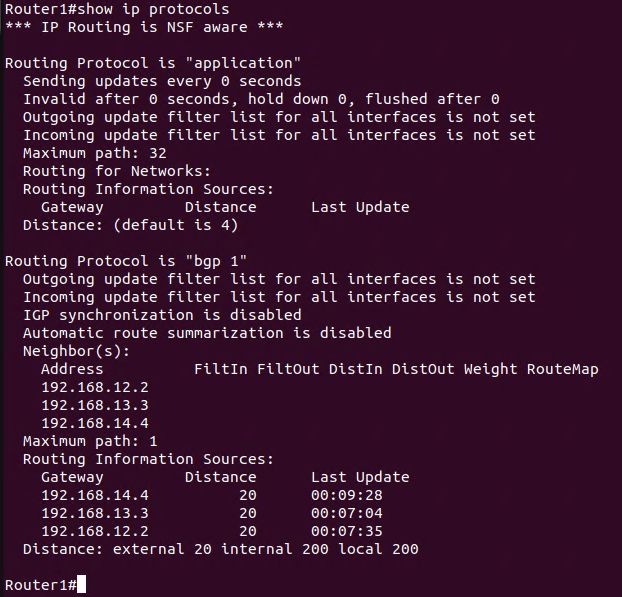 Router1#show ip protocols
*** IP Routing is NSF aware ***

Routing Protocol is "application"
  Sending updates every 0 seconds
  Invalid after 0 seconds, hold down 0, flushed after 0
  Outgoing update filter list for all interfaces is not set
  Incoming update filter list for all interfaces is not set
  Maximum path: 32
  Routing for Networks:
  Routing Information Sources:
    Gateway         Distance      Last Update
  Distance: (default is 4)

Routing Protocol is "bgp 1"
  Outgoing update filter list for all interfaces is not set
  Incoming update filter list for all interfaces is not set
  IGP synchronization is disabled
  Automatic route summarization is disabled
  Neighbor(s):
    Address          FiltIn FiltOut DistIn DistOut Weight RouteMap
    192.168.12.2
    192.168.13.3
    192.168.14.4
  Maximum path: 1
  Routing Information Sources:
    Gateway         Distance      Last Update
    192.168.14.4          20      00:09:28
    192.168.13.3          20      00:07:04
    192.168.12.2          20      00:07:35
  Distance: external 20 internal 200 local 200

Router1#